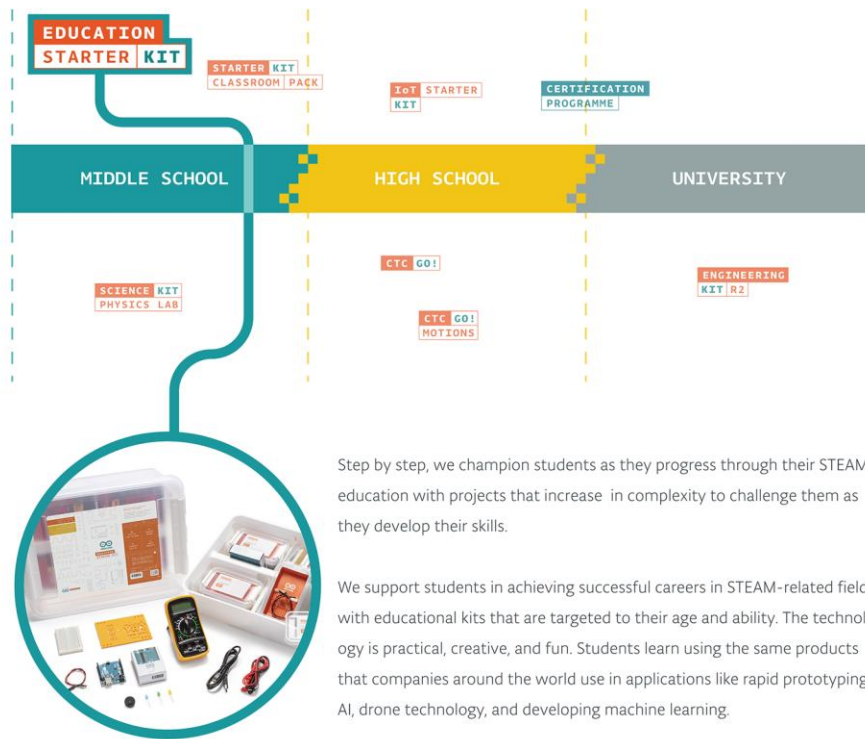 EDUCATION
STARTER KIT
STARTER KIT
CLASSROOM PACK
IoT STARTER
KIT
CERTIFICATION
PROGRAMME
MIDDLE SCHOOL
HIGH SCHOOL
UNIVERSITY
SCIENCE KIT
PHYSICS LAB
CTC GO!
CTC GO!
MOTIONS
ENGINEERING
KIT R2
Step by step, we champion students as they progress through their STEAM
education with projects that increase in complexity to challenge them as
they develop their skills.
We support students in achieving successful careers in STEAM-related field
with educational kits that are targeted to their age and ability. The technol
ogy is practical, creative, and fun. Students learn using the same products
that companies around the world use in applications like rapid prototyping
AI, drone technology, and developing machine learning.